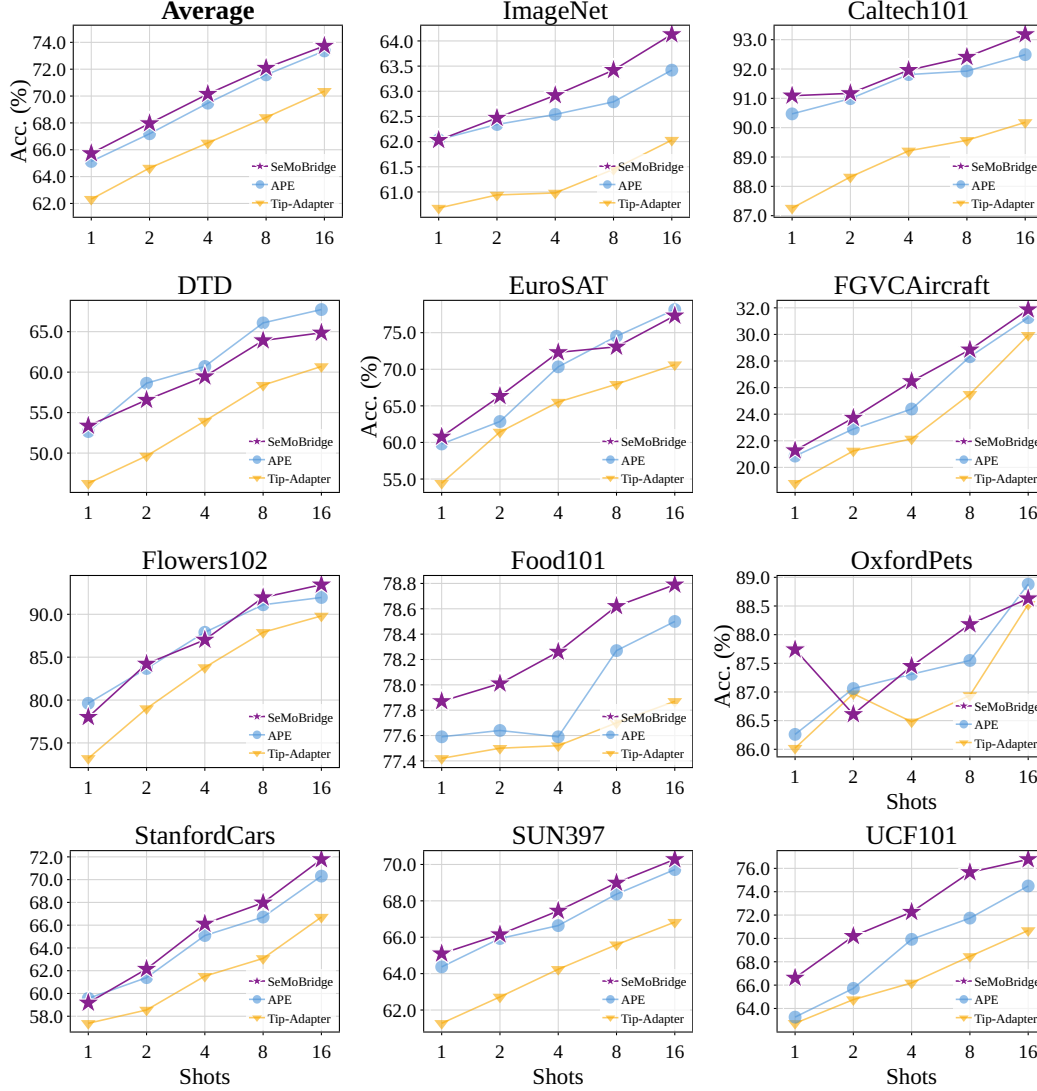 Average
ImageNet
Caltech101
Acc. (%)
74.0
72.0
70.0
68.0
66.0
64.0
62.0
SeMoBridge
APE
Tip-Adapter
1 2 4 8 16
64.0
63.5
63.0
62.5
62.0
61.5
61.0
SeMoBridge
APE
Tip-Adapter
1 2 4 8 16
93.0
92.0
91.0
90.0
89.0
88.0
87.0
SeMoBridge
APE
Tip-Adapter
1 2 4 8 16
DTD
EuroSAT
FGVCAircraft
65.0
60.0
55.0
50.0
SeMoBridge
APE
Tip-Adapter
1 2 4 8 16
Acc. (%)
75.0
70.0
65.0
60.0
55.0
SeMoBridge
APE
Tip-Adapter
1 2 4 8 16
32.0
30.0
28.0
26.0
24.0
22.0
20.0
SeMoBridge
APE
Tip-Adapter
1 2 4 8 16
Flowers102
Food101
OxfordPets
90.0
85.0
80.0
75.0
SeMoBridge
APE
Tip-Adapter
1 2 4 8 16
78.8
78.6
78.4
78.2
78.0
77.8
77.6
77.4
SeMoBridge
APE
Tip-Adapter
1 2 4 8 16
Acc. (%)
89.0
88.5
88.0
87.5
87.0
86.5
86.0
SeMoBridge
APE
Tip-Adapter
1 2 4 8 16
Shots
StanfordCars
SUN397
UCF101
72.0
70.0
68.0
66.0
64.0
62.0
60.0
58.0
SeMoBridge
APE
Tip-Adapter
1 2 4 8 16
Shots
70.0
68.0
66.0
64.0
62.0
SeMoBridge
APE
Tip-Adapter
1 2 4 8 16
Shots
76.0
74.0
72.0
70.0
68.0
66.0
64.0
SeMoBridge
APE
Tip-Adapter
1 2 4 8 16
Shots